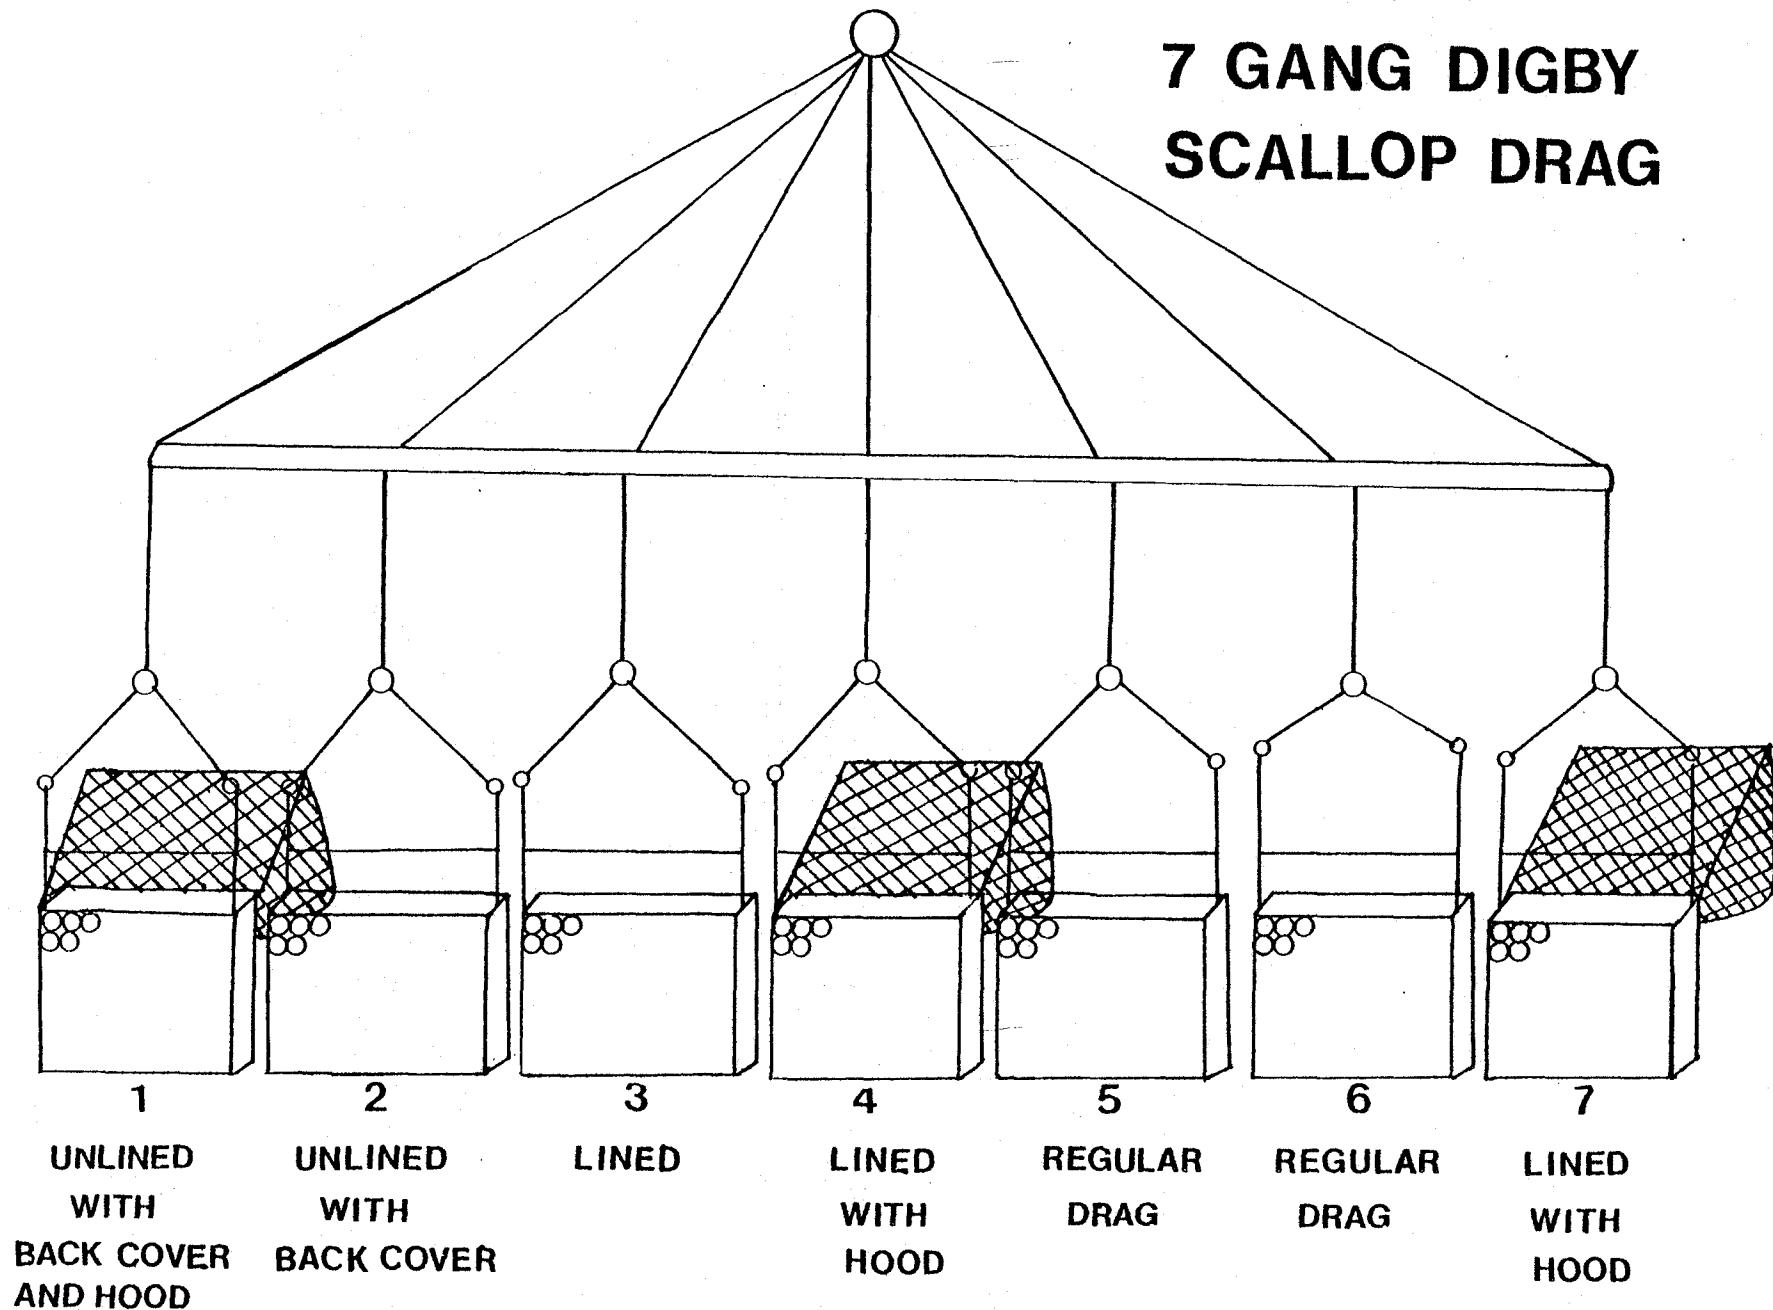 7 GANG DIGBY
SCALLOP DRAG
1
UNLINED
WITH
BACK COVER
AND HOOD
2
UNLINED
WITH
BACK COVER
3
LINED
4
LINED
WITH
HOOD
5
REGULAR
DRAG
6
REGULAR
DRAG
7
LINED
WITH
HOOD